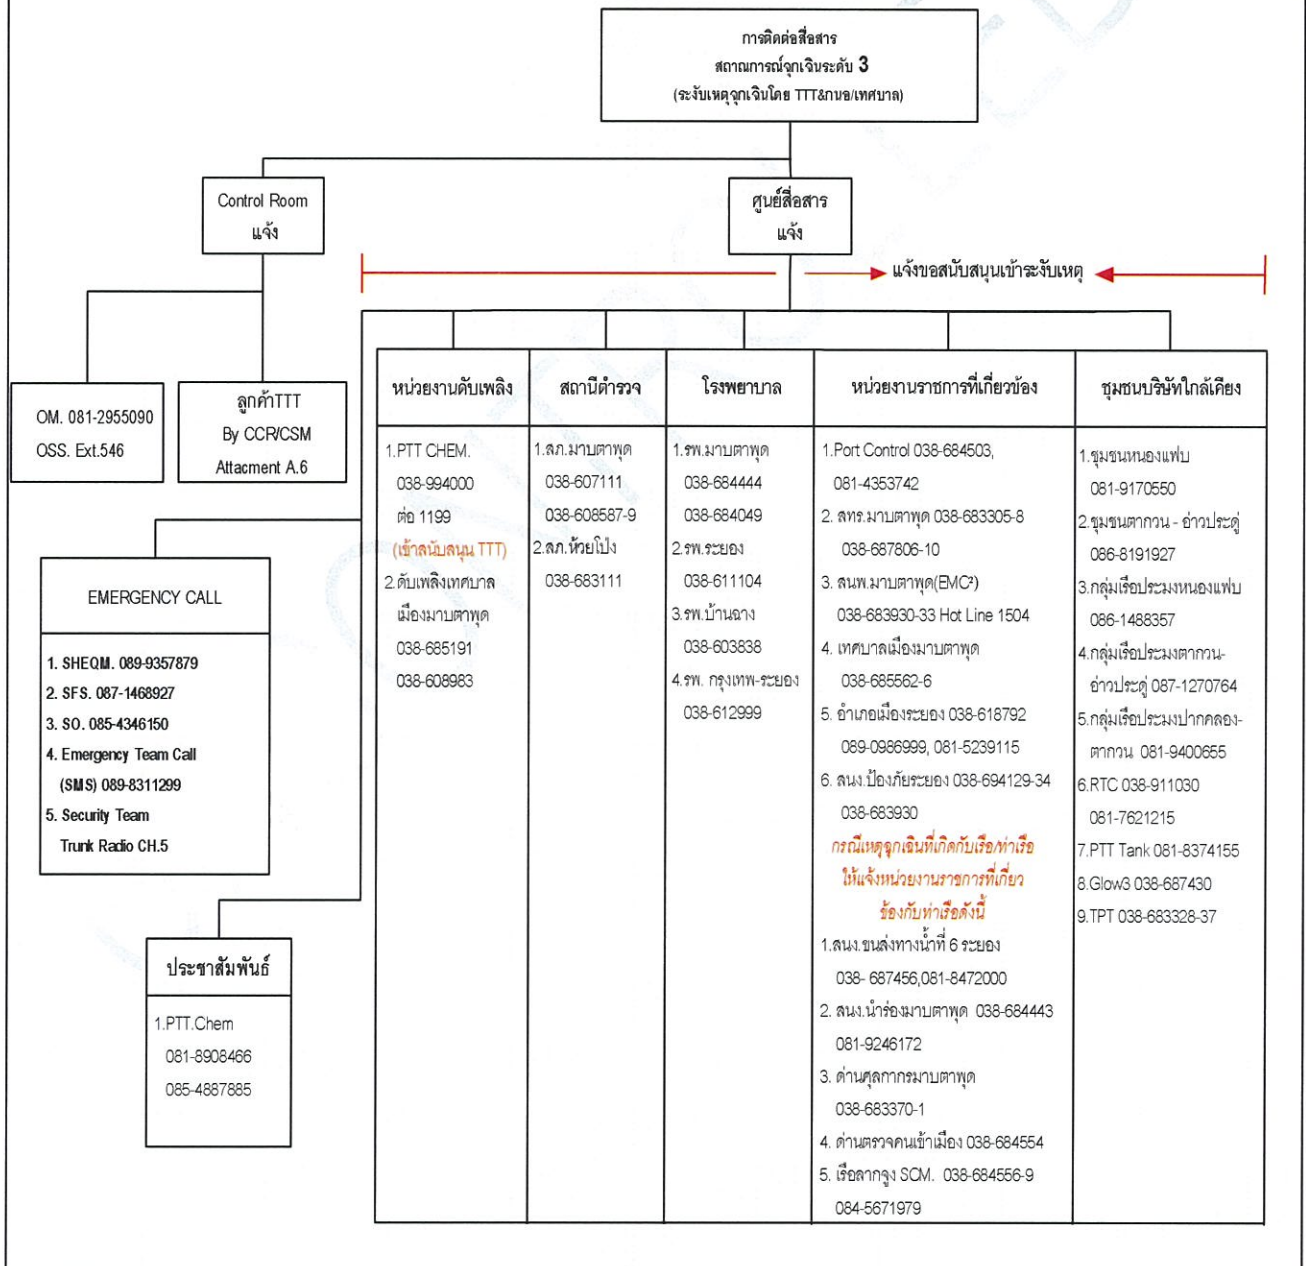 การติดต่อสื่อสาร
สถาณการณ์จุกเจินระดับ 3
(ระงับเหตุจุกเจินโดย TTT&กนอ/เทศบาล)
Control Room
แจ้ง
ศูนย์สื่อสาร
แจ้ง
แจ้งขอสนับสนุนเข้าระงับเหตุ
OM. 081-2955090
OSS. Ext.546
ลูกค้าTTT
By CCR/CSM
Attacment A.6
EMERGENCY CALL
1. SHEQM. 089-9357879
2. SFS. 087-1468927
3. SO. 085-4346150
4. Emergency Team Call
(SMS) 089-8311299
5. Security Team
Trunk Radio CH.5
ประชาสัมพันธ์
1.PTT.Chem
081-8908466
085-4887885
หน่วยงานดับเพลิง
1.PTT CHEM.
038-994000
ต่อ 1199
(เข้าสนับสนุน TTT)
2.ดับเพลิงเทศบาล
เมืองมาบตาพุด
038-685191
038-608983
สถานีตำรวจ
1.สภ.มาบตาพุด
038-607111
038-608587-9
2.สภ.ห้วยโป่ง
038-683111
โรงพยาบาล
1.รพ.มาบตาพุด
038-684444
038-684049
2.รพ.ระยอง
038-611104
3.รพ.บ้านฉาง
038-603838
4.รพ. กรุงเทพ-ระยอง
038-612999
หน่วยงานราชการที่เกี่ยวข้อง
1.Port Control 038-684503,
081-4353742
2. สทร.มาบตาพุด 038-683305-8
038-687806-10
3. สนพ.มาบตาพุด(EMC²)
038-683930-33 Hot Line 1504
4. เทศบาลเมืองมาบตาพุด
038-685562-6
5. อำเภอเมืองระยอง 038-618792
089-0986999, 081-5239115
6. สนง.ป้องภัยระยอง 038-694129-34
038-683930
กรณีเหตุฉุกเฉินที่เกิดกับเรือ/ท่าเรือ
ให้แจ้งหน่วยงานราชการที่เกี่ยว
ข้องกับท่าเรือดังนี้
1.สนง.ขนส่งทางน้ำที่ 6 ระยอง
038- 687456,081-8472000
2. สนง.นำร่องมาบตาพุด 038-684443
081-9246172
3. ด่านศุลกากรมาบตาพุด
038-683370-1
4. ด่านตรวจคนเข้าเมือง 038-684554
5. เรือลากจูง SCM. 038-684556-9
084-5671979
ชุมชนบริษัทใกล้เคียง
1.ชุมชนหนองแฟบ
081-9170550
2.ชุมชนตากวน - อ่าวประดู่
086-8191927
3.กลุ่มเรือประมงหนองแฟบ
086-1488357
4.กลุ่มเรือประมงตากวน-
อ่าวประดู่ 087-1270764
5.กลุ่มเรือประมงปากคลอง-
ตากวน 081-9400655
6.RTC 038-911030
081-7621215
7.PTT Tank 081-8374155
8.Glow3 038-687430
9.TPT 038-683328-37